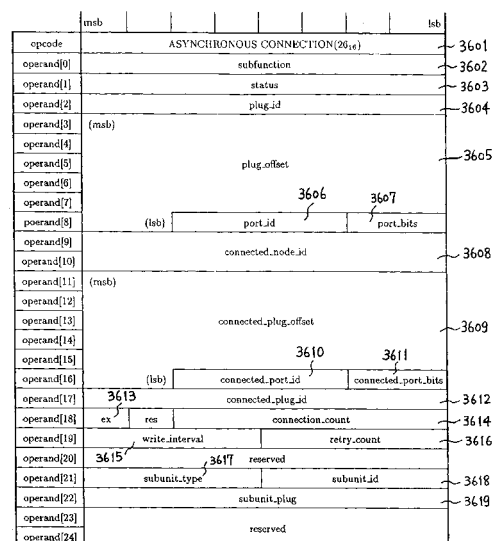 msb lsb
opcode ASYNCHRONOUS CONNECTION(26₁₆) 3601
operand[0] subfunction 3602
operand[1] status 3603
operand[2] plug_id 3604
operand[3] (msb)
operand[4]
operand[5] plug_offset 3605
operand[6]
operand[7] 3606 3607
poerand[8] (lsb) port_id port_bits
operand[9] connected_node_id 3608
operand[10]
operand[11] (msb)
operand[12]
operand[13] connected_plug_offset 3609
operand[14]
operand[15] 3610 3611
operand[16] (lsb) connected_port_id connected_port_bits
operand[17] 3613 connected_plug_id 3612
operand[18] ex res connection_count 3614
operand[19] write_interval retry_count 3616
operand[20] 3615 3617 reserved
operand[21] subunit_type subunit_id 3618
operand[22] subunit_plug 3619
operand[23] reserved
operand[24]